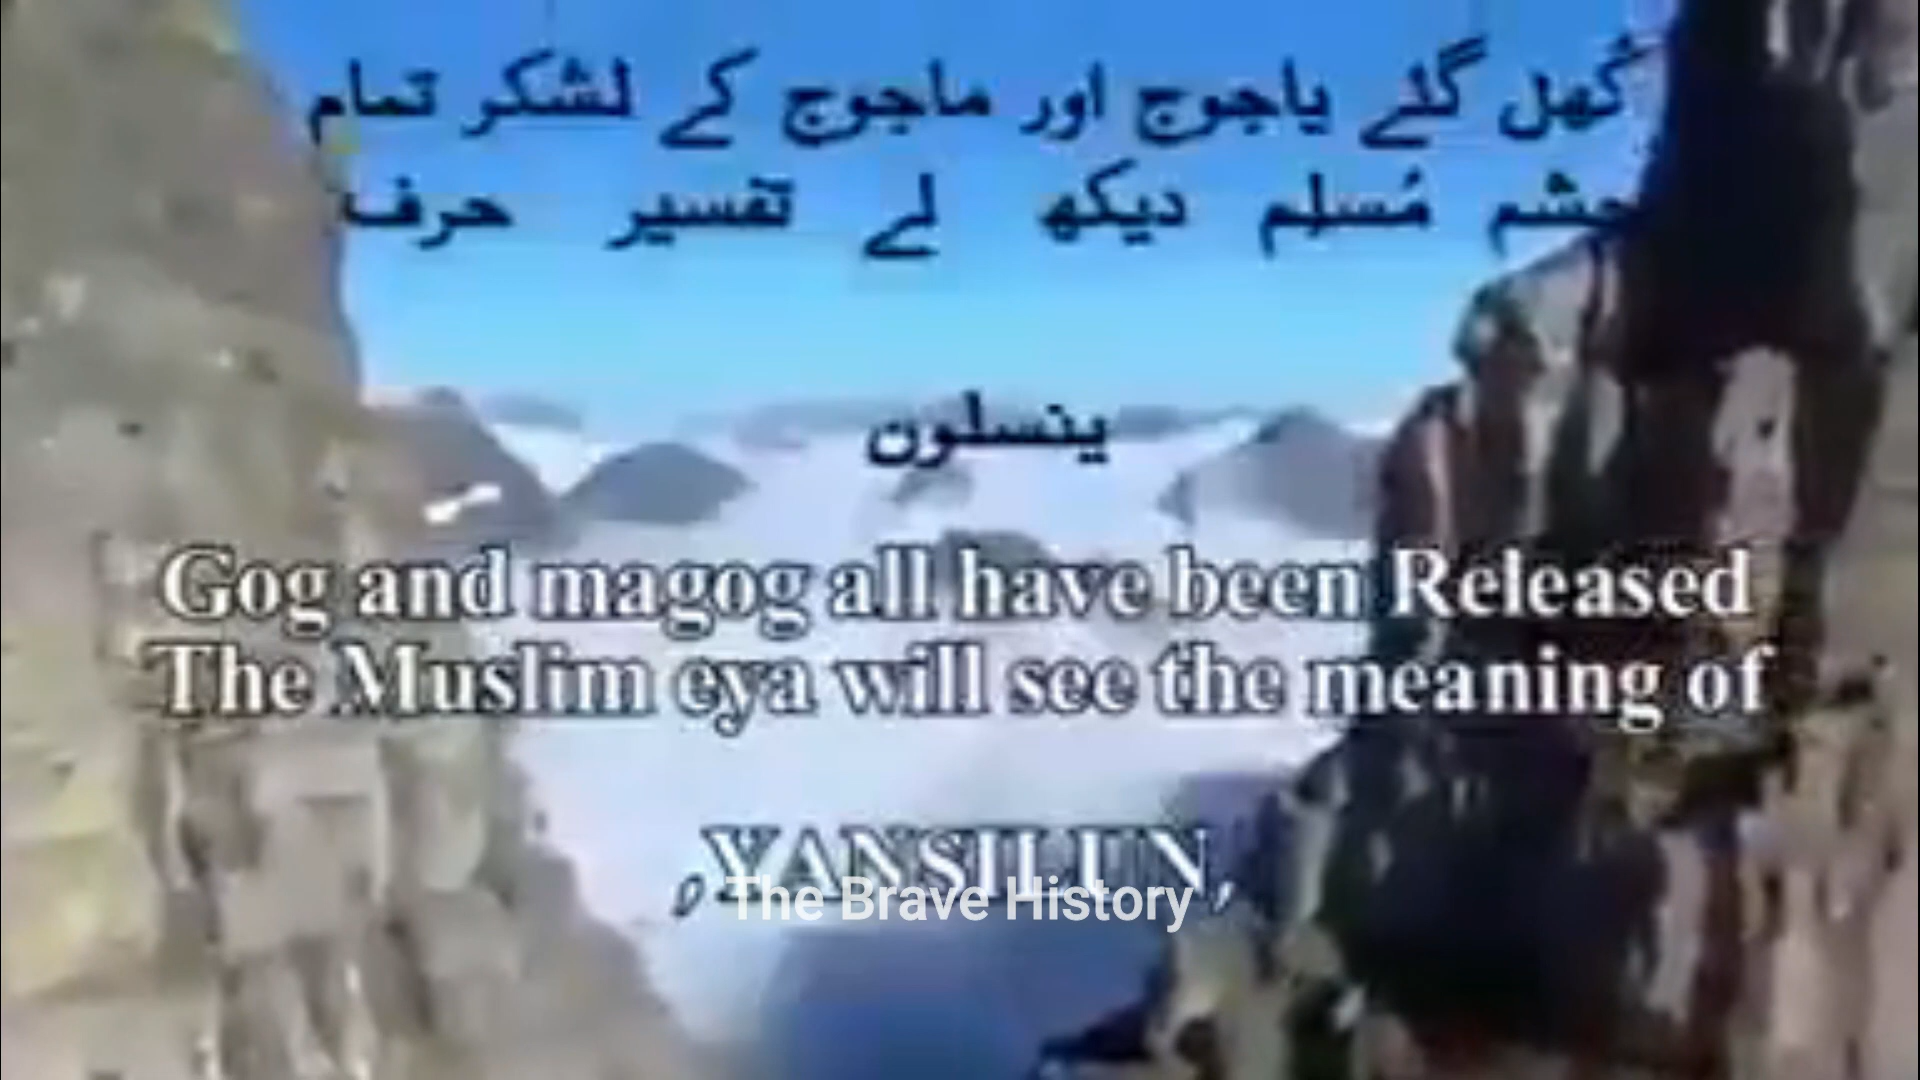 کُھل گئے یاجوج اور ماجوج کے لشکر تمام
چشم مُسلم دیکھ لے تفسیر حرف
ینسلون
Gog and magog all have been Released
The Muslim eya will see the meaning of
,YANSILUN,
The Brave History